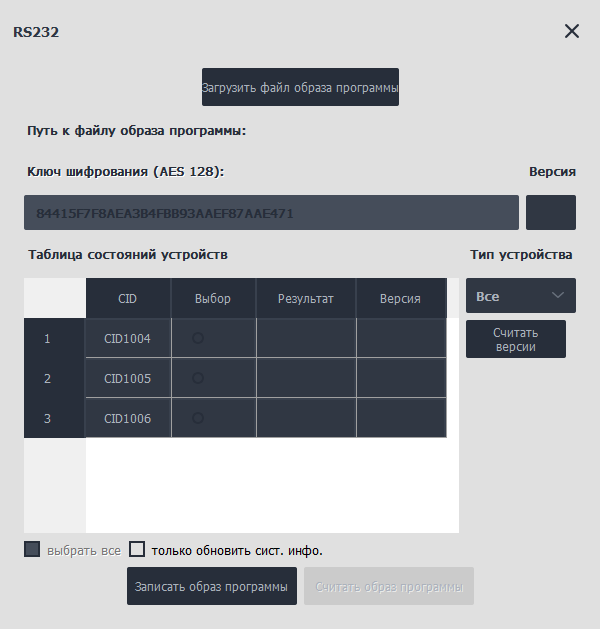 RS232
Загрузить файл образа программы
Путь к файлу образа программы:
Ключ шифрования (AES 128):
Версия
84415F7F8AEA3B4FBB93AAEF87AAE471
Таблица состояний устройств
Тип устройства
CID Выбор Результат Версия
Все
1 CID1004
Считать
версии
2 CID1005
3 CID1006
выбрать все
только обновить сист. инфо.
Записать образ программы
Считать образ программы